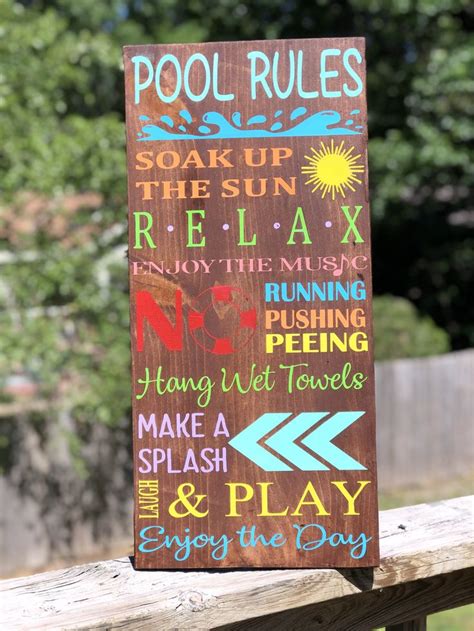 POOL RULES
SOAK UP
THE SUN
R·E·L·A·X
ENJOY THE MUSIC
NO
RUNNING
PUSHING
PEEING
Hang Wet Towels
MAKE A
SPLASH
LAUGH
& PLAY
Enjoy the Day